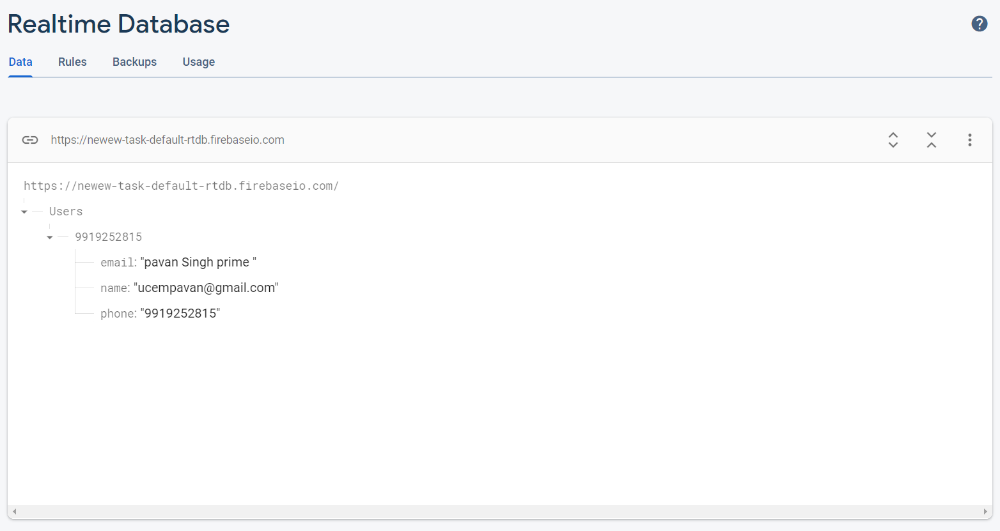 Realtime Database
?
Data Rules Backups Usage
https://newew-task-default-rtdb.firebaseio.com
https://newew-task-default-rtdb.firebaseio.com/
Users
9919252815
email: "pavan Singh prime "
name: "ucempavan@gmail.com"
phone: "9919252815"